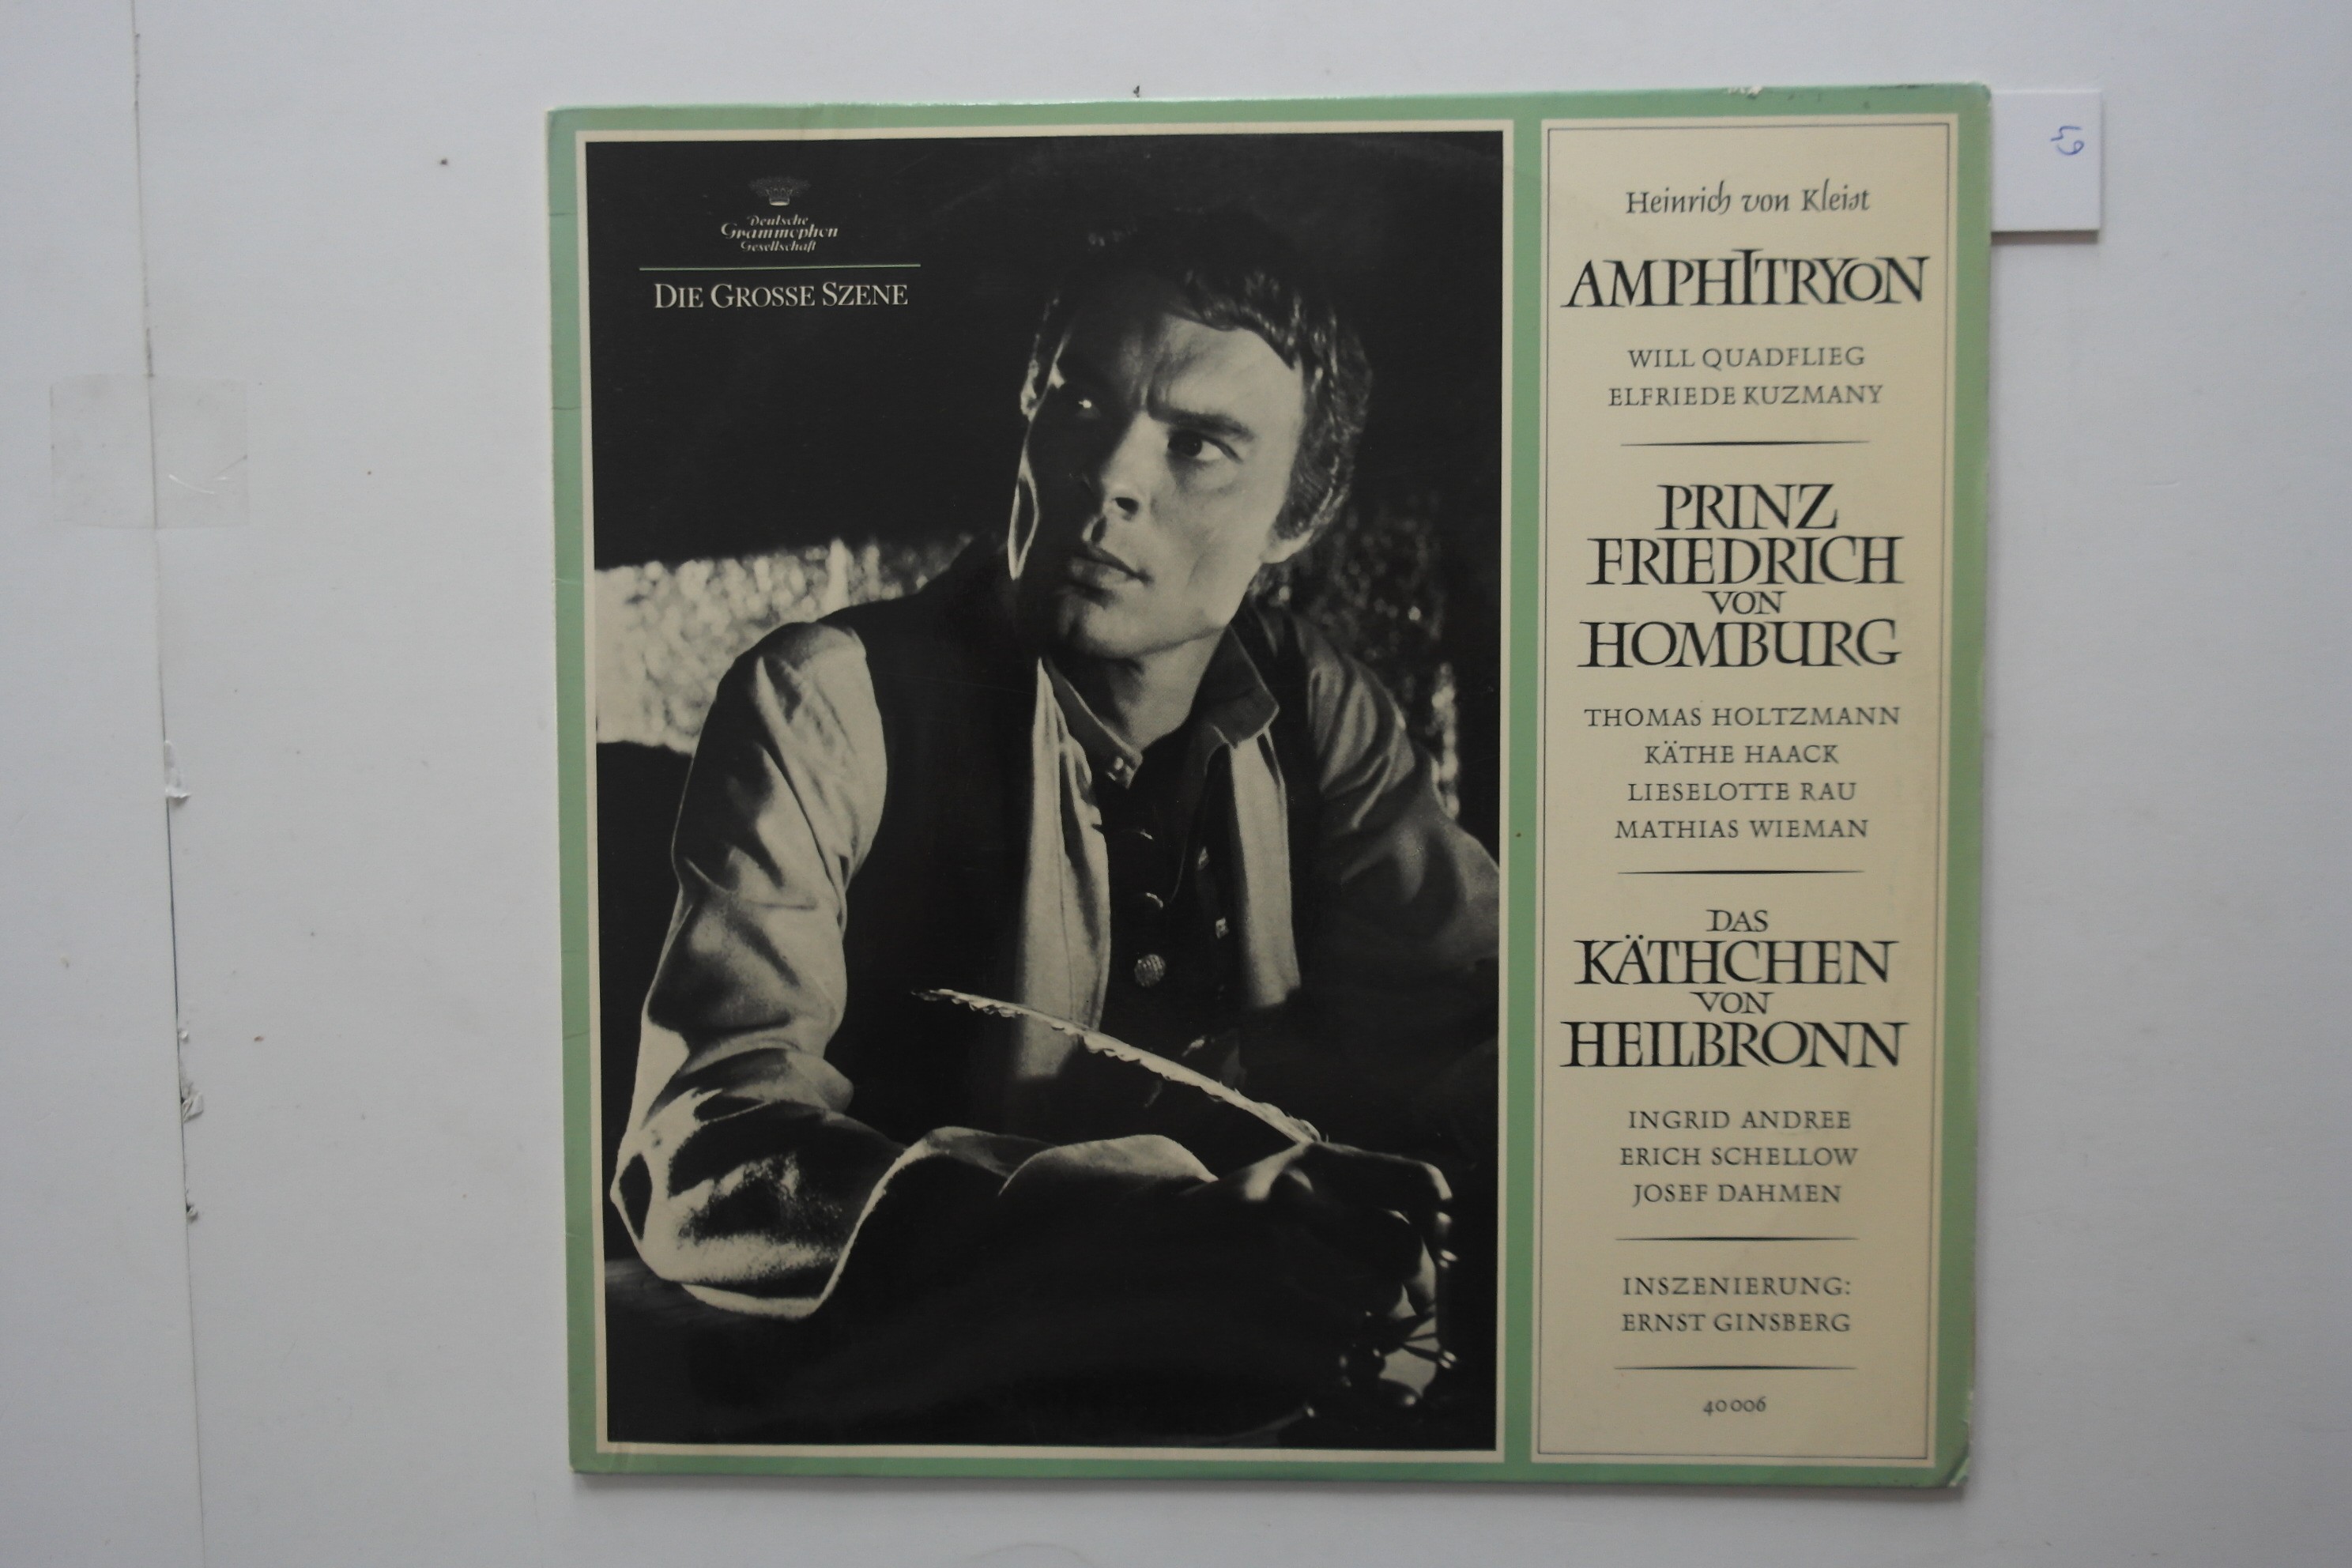 Deutsche
Grammophon
Gesellschaft
DIE GROSSE SZENE
Heinrich von Kleist
AMPHITRYON
WILL QUADFLIEG
ELFRIEDE KUZMANY
PRINZ
FRIEDRICH
VON
HOMBURG
THOMAS HOLTZMANN
KÄTHE HAACK
LIESELOTTE RAU
MATHIAS WIEMAN
DAS
KÄTHCHEN
VON
HEILBRONN
INGRID ANDREE
ERICH SCHELLOW
JOSEF DAHMEN
INSZENIERUNG:
ERNST GINSBERG
40 006